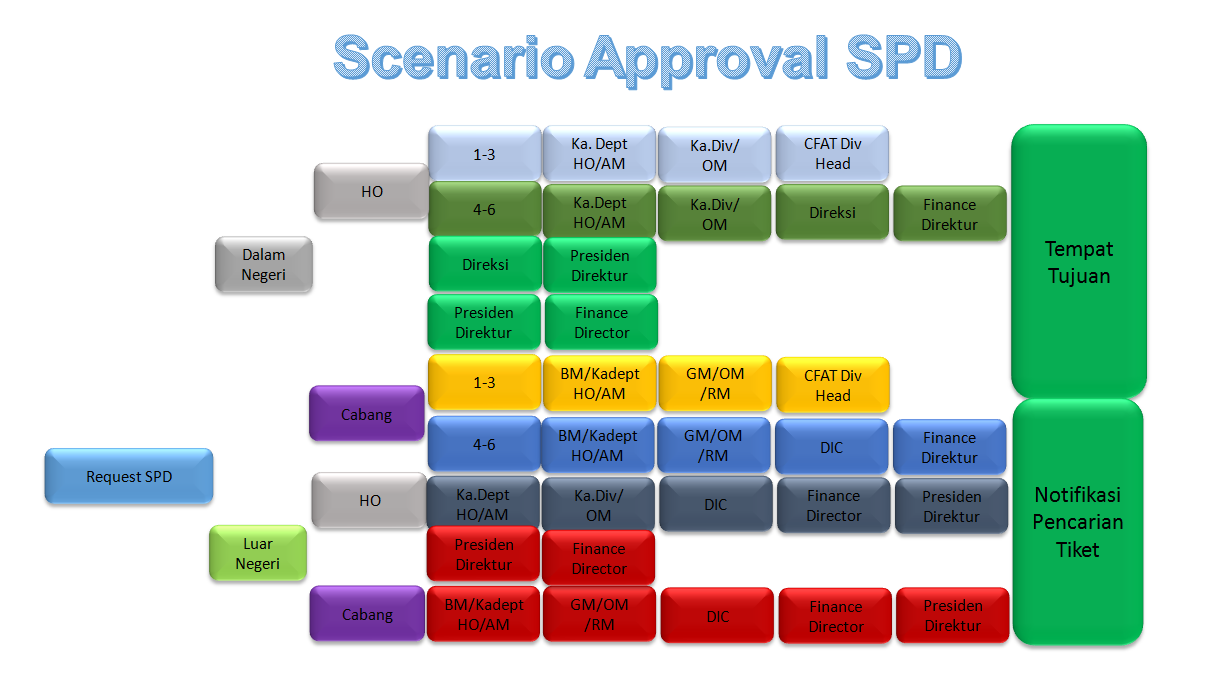 Scenario Approval SPD
1-3
Ka. Dept
HO/AM
Ka.Div/
OM
CFAT Div
Head
HO
4-6
Ka.Dept
HO/AM
Ka.Div/
OM
Direksi
Finance
Direktur
Dalam
Negeri
Direksi
Presiden
Direktur
Presiden
Direktur
Finance
Director
Tempat
Tujuan
Cabang
1-3
BM/Kadept
HO/AM
GM/OM
/RM
CFAT Div
Head
4-6
BM/Kadept
HO/AM
GM/OM
/RM
DIC
Finance
Direktur
Request SPD
HO
Ka.Dept
HO/AM
Ka.Div/
OM
DIC
Finance
Director
Presiden
Direktur
Luar
Negeri
Presiden
Direktur
Finance
Director
Cabang
BM/Kadept
HO/AM
GM/OM
/RM
DIC
Finance
Director
Presiden
Direktur
Notifikasi
Pencarian
Tiket